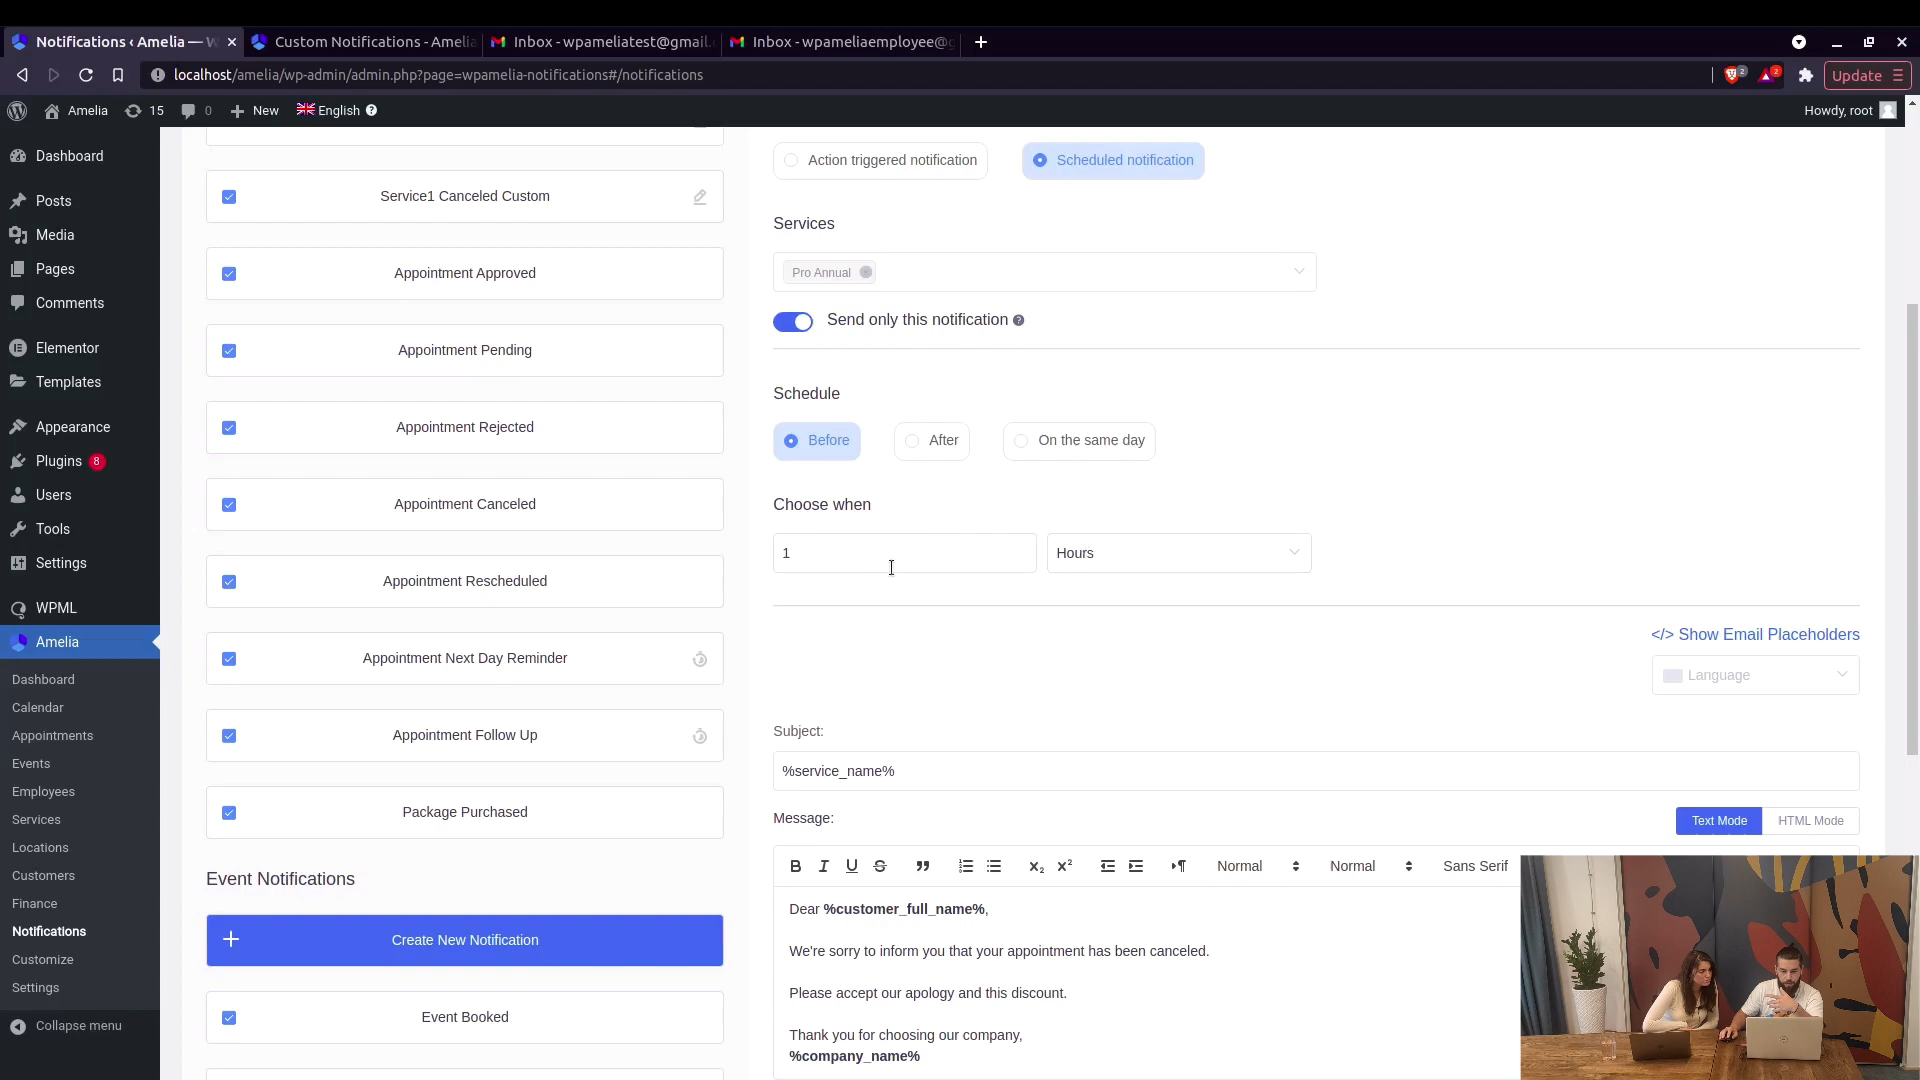 Notifications ‹ Amelia — W
Custom Notifications - Amelia
Inbox - wpameliatest@gmail.
Inbox - wpameliaemployee@g
localhost/amelia/wp-admin/admin.php?page=wpamelia-notifications#/notifications
2
2
Update
Amelia
15
0
New
English
Howdy, root
Dashboard
Posts
Media
Pages
Comments
Elementor
Templates
Appearance
Plugins 8
Users
Tools
Settings
WPML
Amelia
Dashboard
Calendar
Appointments
Events
Employees
Services
Locations
Customers
Finance
Notifications
Customize
Settings
Collapse menu
Service1 Canceled Custom
Appointment Approved
Appointment Pending
Appointment Rejected
Appointment Canceled
Appointment Rescheduled
Appointment Next Day Reminder
Appointment Follow Up
Package Purchased
Event Notifications
Create New Notification
Event Booked
Action triggered notification
Scheduled notification
Services
Pro Annual
Send only this notification
Schedule
Before
After
On the same day
Choose when
1
Hours
</> Show Email Placeholders
Language
Subject:
%service_name%
Message:
Text Mode
HTML Mode
Normal
Normal
Sans Serif
Dear %customer_full_name%,
We're sorry to inform you that your appointment has been canceled.
Please accept our apology and this discount.
Thank you for choosing our company,
%company_name%